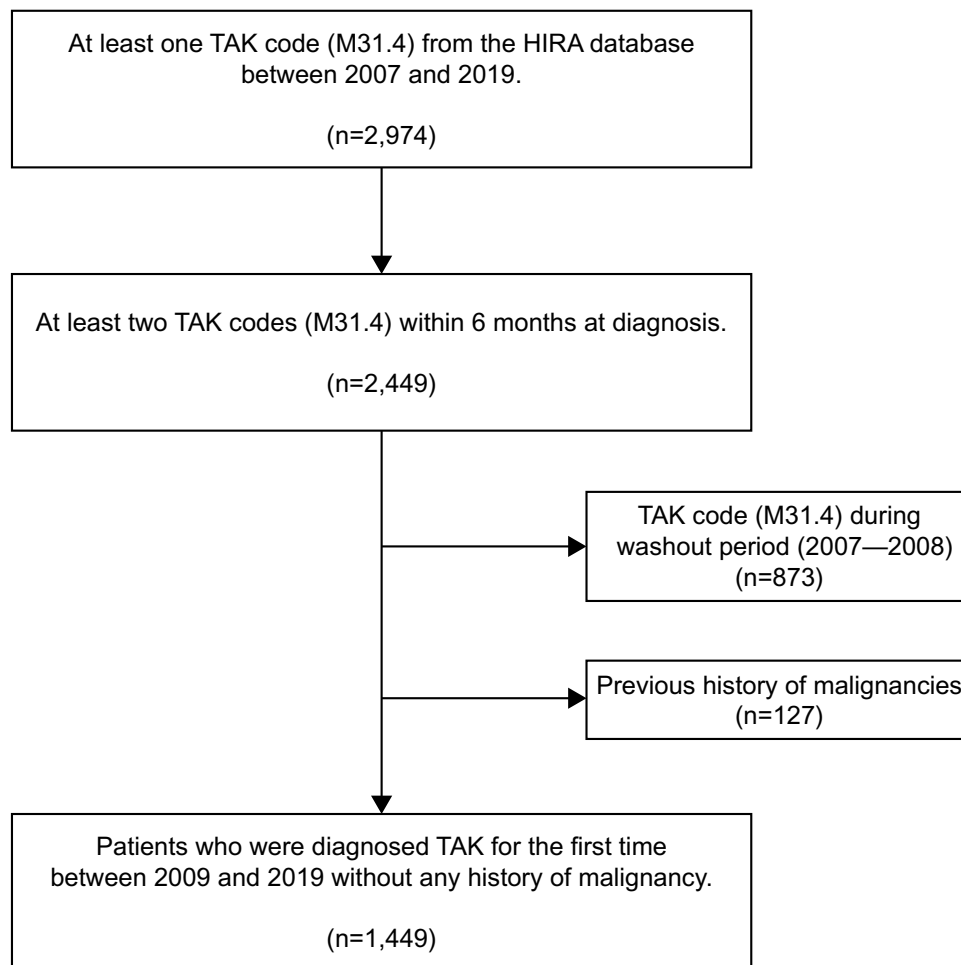 At least one TAK code (M31.4) from the HIRA database
between 2007 and 2019.
(n=2,974)
At least two TAK codes (M31.4) within 6 months at diagnosis.
(n=2,449)
TAK code (M31.4) during
washout period (2007—2008)
(n=873)
Previous history of malignancies
(n=127)
Patients who were diagnosed TAK for the first time
between 2009 and 2019 without any history of malignancy.
(n=1,449)